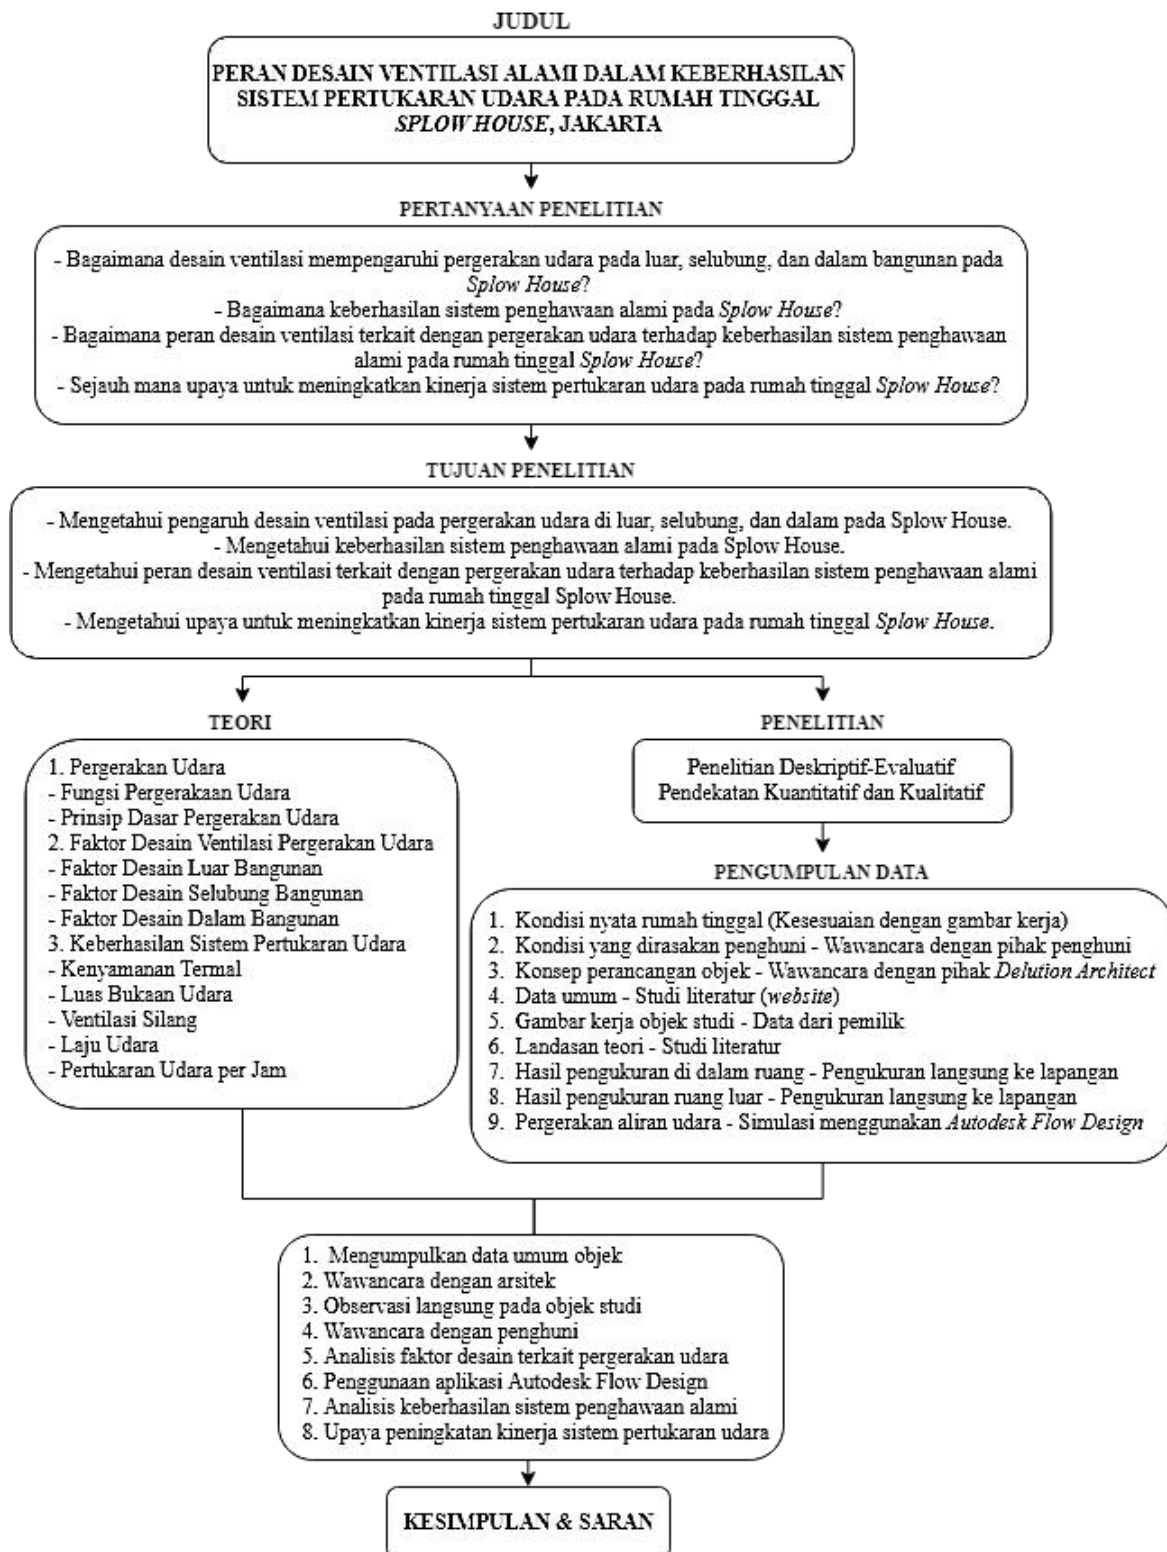 JUDUL
PERAN DESAIN VENTILASI ALAMI DALAM KEBERHASILAN
SISTEM PERTUKARAN UDARA PADA RUMAH TINGGAL
SPLOW HOUSE, JAKARTA
PERTANYAAN PENELITIAN
- Bagaimana desain ventilasi mempengaruhi pergerakan udara pada luar, selubung, dan dalam bangunan pada
Splow House?
- Bagaimana keberhasilan sistem penghawaan alami pada Splow House?
- Bagaimana peran desain ventilasi terkait dengan pergerakan udara terhadap keberhasilan sistem penghawaan
alami pada rumah tinggal Splow House?
- Sejauh mana upaya untuk meningkatkan kinerja sistem pertukaran udara pada rumah tinggal Splow House?
TUJUAN PENELITIAN
- Mengetahui pengaruh desain ventilasi pada pergerakan udara di luar, selubung, dan dalam pada Splow House.
- Mengetahui keberhasilan sistem penghawaan alami pada Splow House.
- Mengetahui peran desain ventilasi terkait dengan pergerakan udara terhadap keberhasilan sistem penghawaan alami
pada rumah tinggal Splow House.
- Mengetahui upaya untuk meningkatkan kinerja sistem pertukaran udara pada rumah tinggal Splow House.
TEORI
1. Pergerakan Udara
- Fungsi Pergerakaan Udara
- Prinsip Dasar Pergerakan Udara
2. Faktor Desain Ventilasi Pergerakan Udara
- Faktor Desain Luar Bangunan
- Faktor Desain Selubung Bangunan
- Faktor Desain Dalam Bangunan
3. Keberhasilan Sistem Pertukaran Udara
- Kenyamanan Termal
- Luas Bukaan Udara
- Ventilasi Silang
- Laju Udara
- Pertukaran Udara per Jam
PENELITIAN
Penelitian Deskriptif-Evaluatif
Pendekatan Kuantitatif dan Kualitatif
PENGUMPULAN DATA
1. Kondisi nyata rumah tinggal (Kesesuaian dengan gambar kerja)
2. Kondisi yang dirasakan penghuni - Wawancara dengan pihak penghuni
3. Konsep perancangan objek - Wawancara dengan pihak Delution Architect
4. Data umum - Studi literatur (website)
5. Gambar kerja objek studi - Data dari pemilik
6. Landasan teori - Studi literatur
7. Hasil pengukuran di dalam ruang - Pengukuran langsung ke lapangan
8. Hasil pengukuran ruang luar - Pengukuran langsung ke lapangan
9. Pergerakan aliran udara - Simulasi menggunakan Autodesk Flow Design
1. Mengumpulkan data umum objek
2. Wawancara dengan arsitek
3. Observasi langsung pada objek studi
4. Wawancara dengan penghuni
5. Analisis faktor desain terkait pergerakan udara
6. Penggunaan aplikasi Autodesk Flow Design
7. Analisis keberhasilan sistem penghawaan alami
8. Upaya peningkatan kinerja sistem pertukaran udara
KESIMPULAN & SARAN